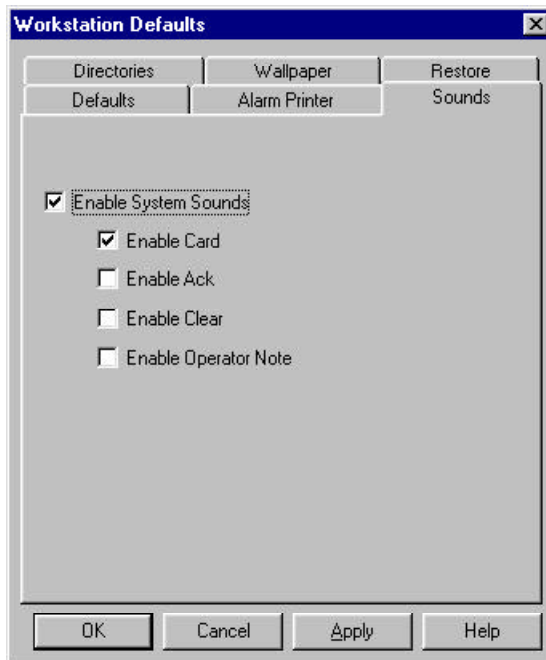 Workstation Defaults
Directories Wallpaper Restore
Defaults Alarm Printer Sounds
Enable System Sounds
Enable Card
Enable Ack
Enable Clear
Enable Operator Note
OK Cancel Apply Help